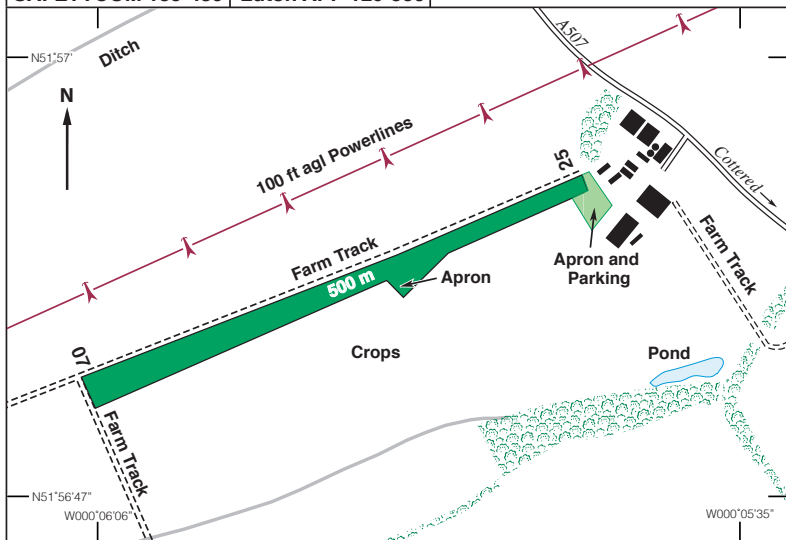 N51°57'
Ditch
A507
N
100 ft agl Powerlines
25
Cottered
Farm Track
500 m
Apron
Apron and
Parking
Farm Track
07
Crops
Pond
Farm Track
N51°56'47"
W000°06'06"
W000°05'35"